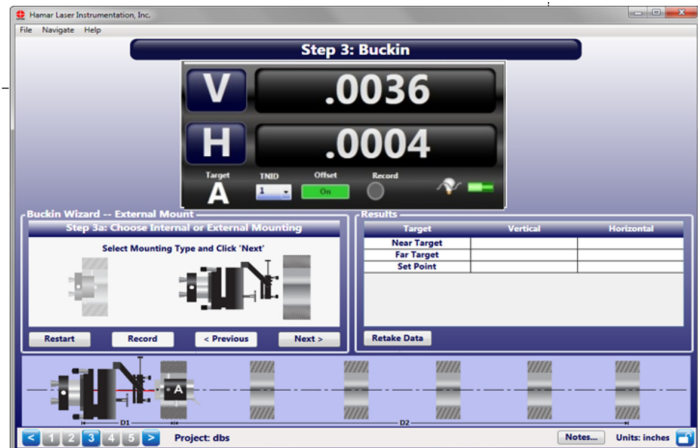 Hamar Laser Instrumentation, Inc.
File Navigate Help
Step 3: Buckin
V .0036
H .0004
Target TNID Offset Record
A 1 On
Buckin Wizard -- External Mount
Step 3a: Choose Internal or External Mounting
Select Mounting Type and Click 'Next'
Restart Record < Previous Next >
Results
Target Vertical Horizontal
Near Target
Far Target
Set Point
Retake Data
A
D1 D2
< 1 2 3 4 5 > Project: dbs Notes... Units: inches